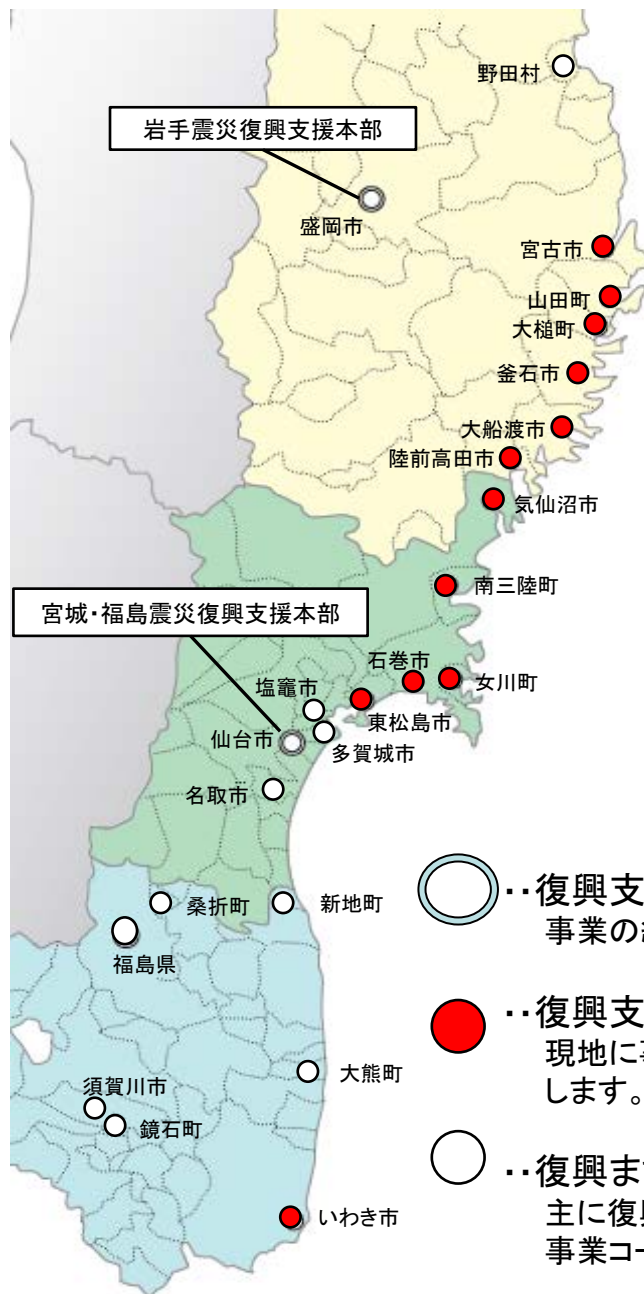 野田村
岩手震災復興支援本部
盛岡市
宮古市
山田町
大槌町
釜石市
大船渡市
陸前高田市
気仙沼市
南三陸町
宮城・福島震災復興支援本部
石巻市
女川町
塩竈市
東松島市
仙台市
多賀城市
名取市
桑折町
新地町
福島県
大熊町
須賀川市
鏡石町
いわき市
‥復興支
事業の
‥復興支
現地に
します。
‥復興ま
主に復
事業コー